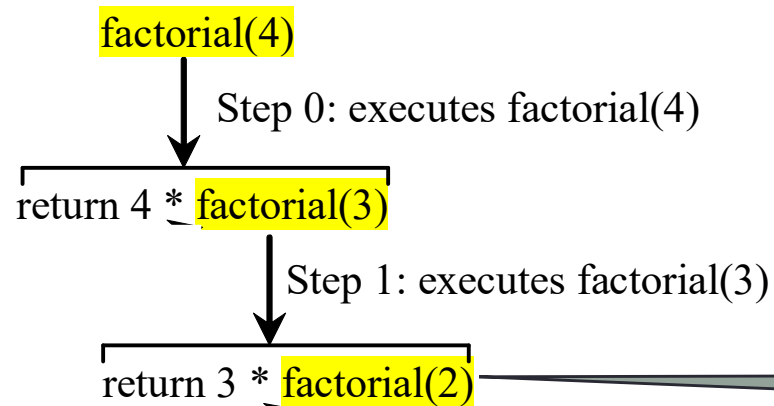 factorial(4)
Step 0: executes factorial(4)
return 4 * factorial(3)
Step 1: executes factorial(3)
return 3 * factorial(2)